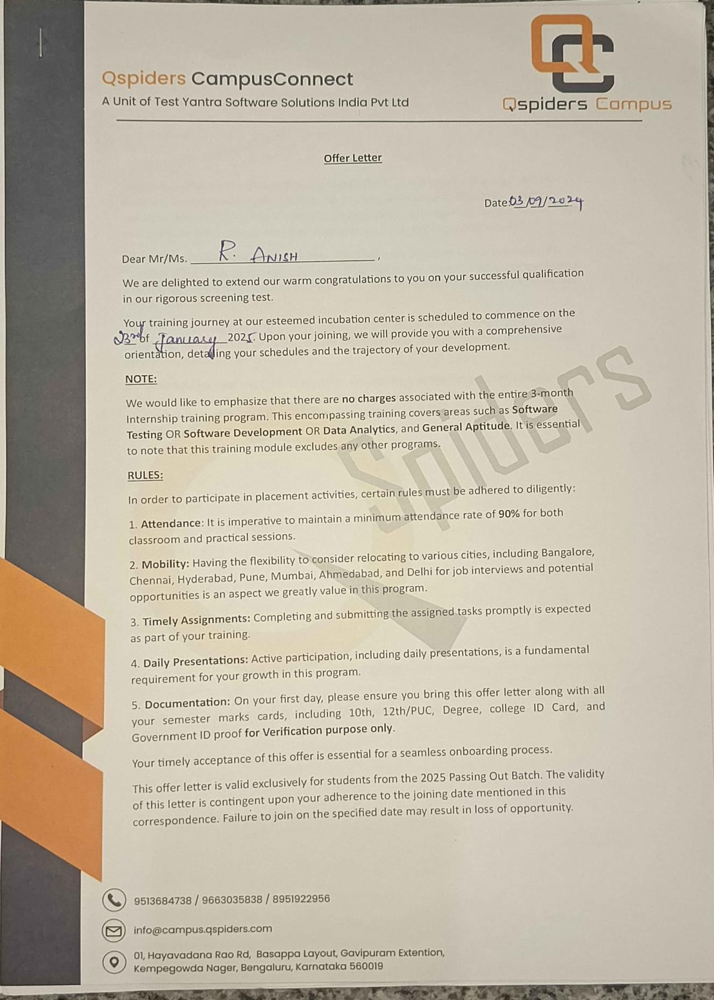 Qspiders CampusConnect
A Unit of Test Yantra Software Solutions India Pvt Ltd
QC
Qspiders Campus
Offer Letter
Date:03/09/2024
Dear Mr/Ms. R. ANISH,
We are delighted to extend our warm congratulations to you on your successful qualification
in our rigorous screening test.
Your training journey at our esteemed incubation center is scheduled to commence on the
23rd of January 2025. Upon your joining, we will provide you with a comprehensive
orientation, detailing your schedules and the trajectory of your development.
NOTE:
We would like to emphasize that there are no charges associated with the entire 3-month
Internship training program. This encompassing training covers areas such as Software
Testing OR Software Development OR Data Analytics, and General Aptitude. It is essential
to note that this training module excludes any other programs.
RULES:
In order to participate in placement activities, certain rules must be adhered to diligently:
1. Attendance: It is imperative to maintain a minimum attendance rate of 90% for both
classroom and practical sessions.
2. Mobility: Having the flexibility to consider relocating to various cities, including Bangalore,
Chennai, Hyderabad, Pune, Mumbai, Ahmedabad, and Delhi for job interviews and potential
opportunities is an aspect we greatly value in this program.
3. Timely Assignments: Completing and submitting the assigned tasks promptly is expected
as part of your training.
4. Daily Presentations: Active participation, including daily presentations, is a fundamental
requirement for your growth in this program.
5. Documentation: On your first day, please ensure you bring this offer letter along with all
your semester marks cards, including 10th, 12th/PUC, Degree, college ID Card, and
Government ID proof for Verification purpose only.
Your timely acceptance of this offer is essential for a seamless onboarding process.
This offer letter is valid exclusively for students from the 2025 Passing Out Batch. The validity
of this letter is contingent upon your adherence to the joining date mentioned in this
correspondence. Failure to join on the specified date may result in loss of opportunity.
QSpiders
9513684738 / 9663035838 / 8951922956
info@campus.qspiders.com
01, Hayavadana Rao Rd, Basappa Layout, Gavipuram Extention,
Kempegowda Nager, Bengaluru, Karnataka 560019